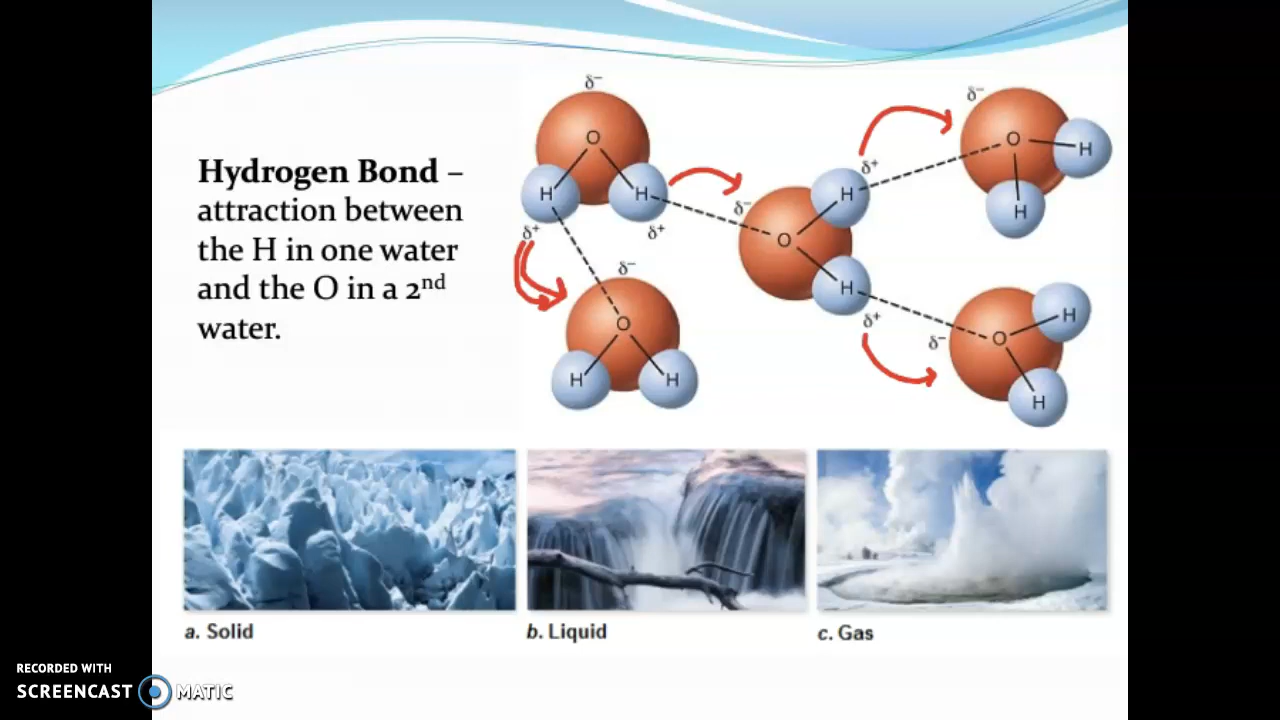 Hydrogen Bond –
attraction between
the H in one water
and the O in a 2nd
water.
δ⁻
O
H
H
δ⁺
δ⁺
δ⁻
O
H
H
δ⁻
O
H
H
δ⁺
δ⁺
δ⁻
O
H
H
δ⁻
O
H
H
a. Solid
b. Liquid
c. Gas
RECORDED WITH
SCREENCAST MATIC